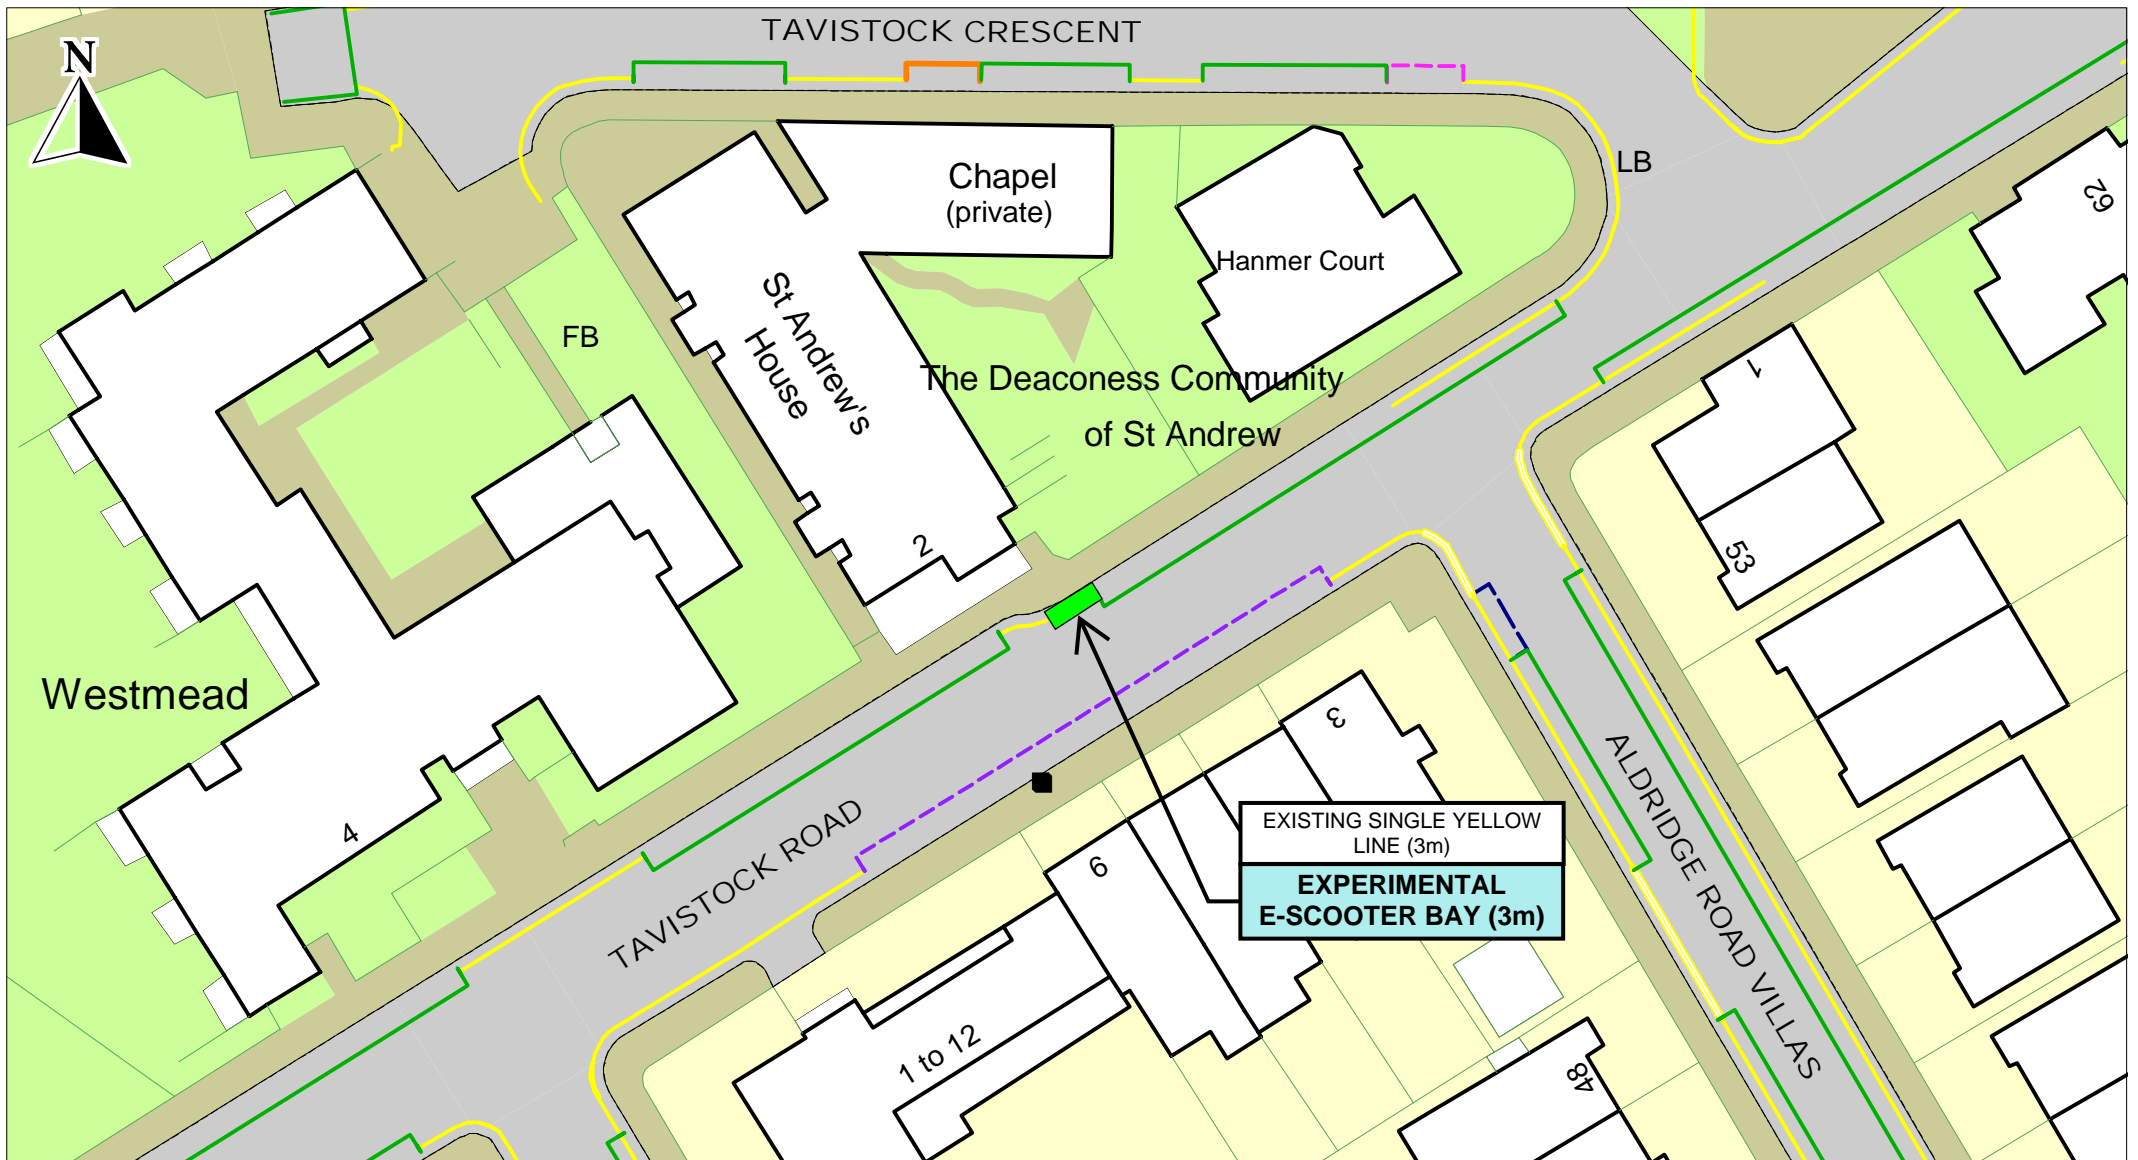 TAVISTOCK CRESCENT
N
LB
Chapel
(private)
62
Hanmer Court
St Andrew's
House
FB
The Deaconess Community
of St Andrew
1
53
2
Westmead
3
ALDRIDGE ROAD VILLAS
EXISTING SINGLE YELLOW
LINE (3m)
EXPERIMENTAL
E-SCOOTER BAY (3m)
4
TAVISTOCK ROAD
6
1 to 12
48